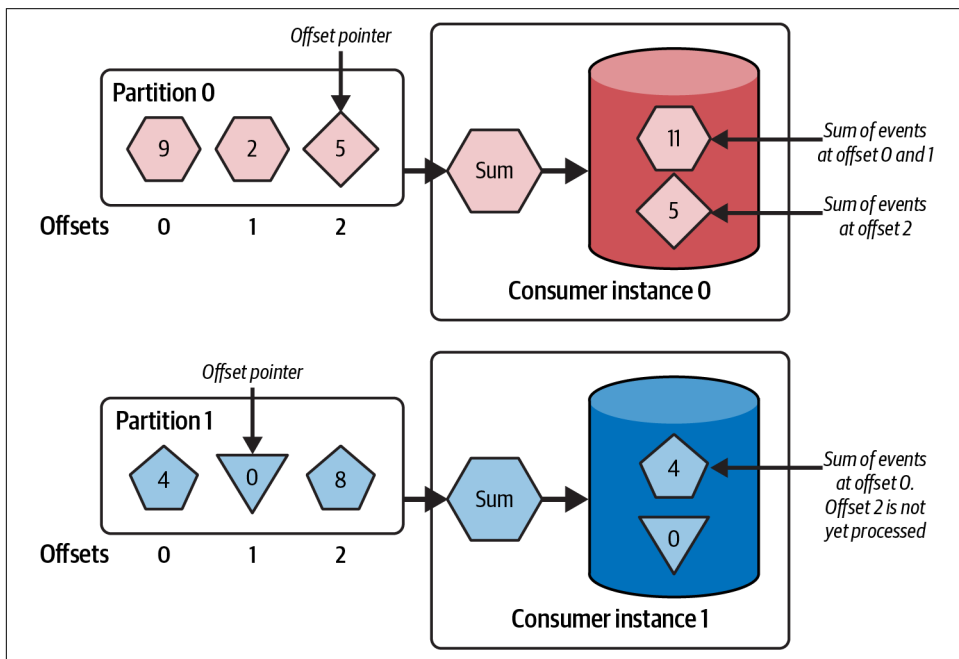 Offset pointer
Partition 0
9 2 5
Offsets 0 1 2
Sum
11
5
Sum of events
at offset 0 and 1
Sum of events
at offset 2
Consumer instance 0
Offset pointer
Partition 1
4 0 8
Offsets 0 1 2
Sum
4
0
Sum of events
at offset 0.
Offset 2 is not
yet processed
Consumer instance 1